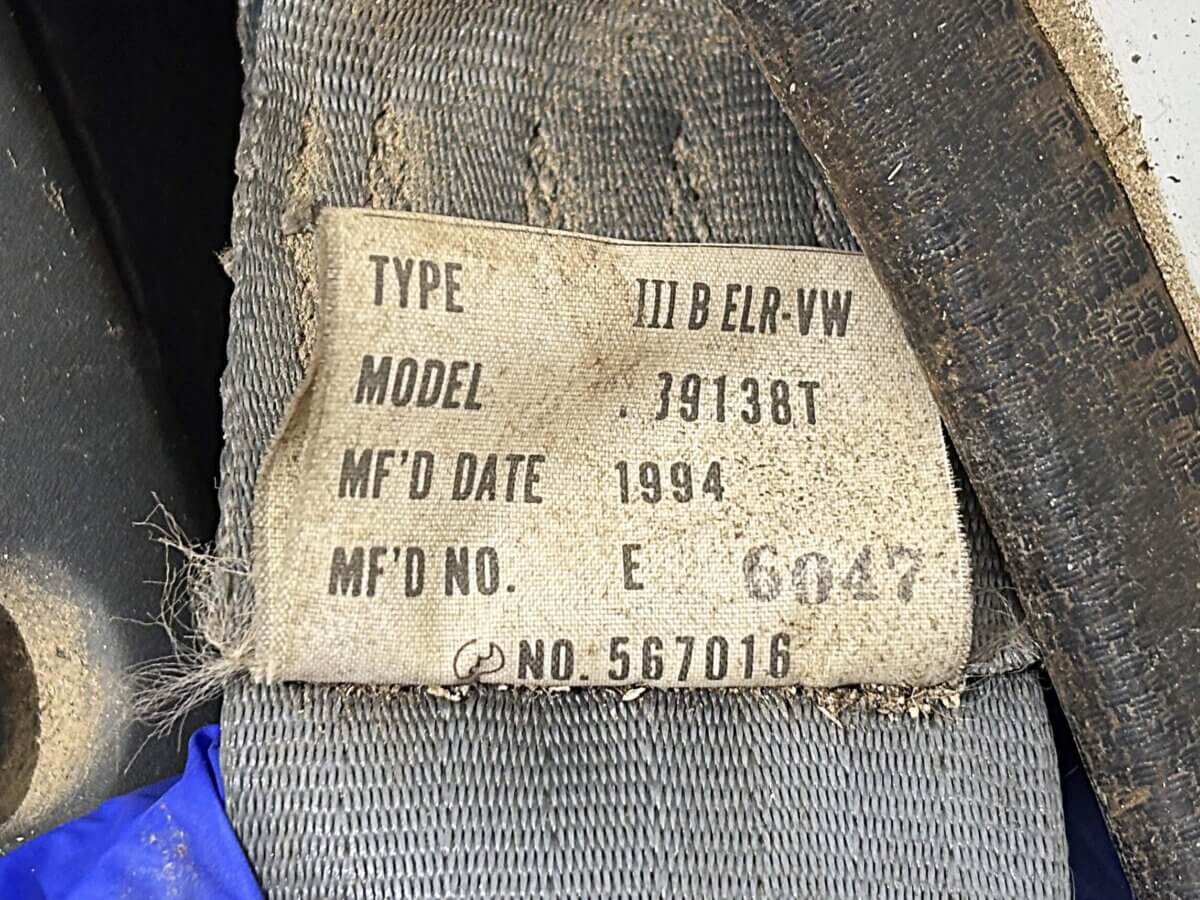 TYPE III B ELR-VW
MODEL 39138T
MF'D DATE 1994
MF'D NO. E 6047
NO. 567016